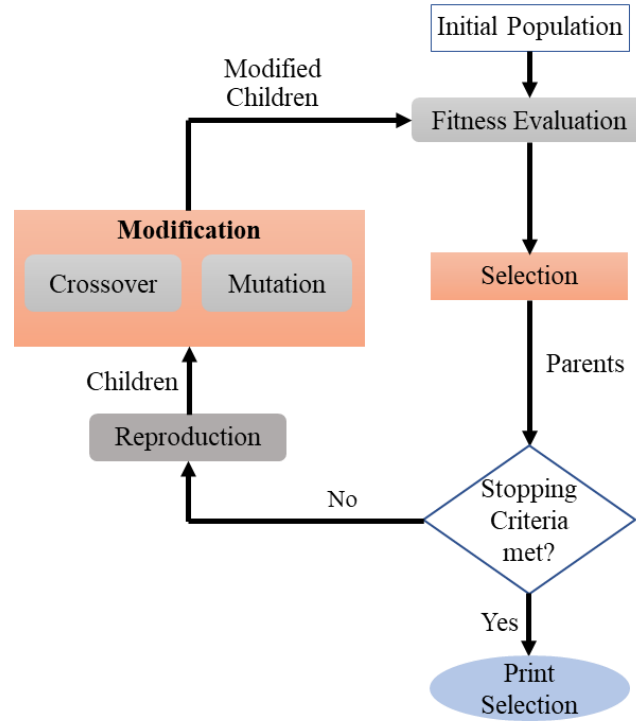 Initial Population
Modified
Children
Fitness Evaluation
Modification
Crossover
Mutation
Selection
Children
Parents
Reproduction
No
Stopping
Criteria
met?
Yes
Print
Selection